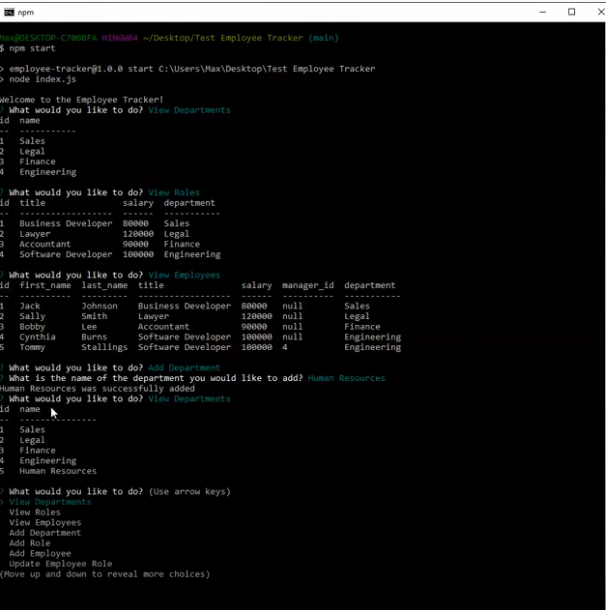 npm
Max@DESKTOP-C700BFA MINGW64 ~/Desktop/Test Employee Tracker (main)
$ npm start
> employee-tracker@1.0.0 start C:\Users\Max\Desktop\Test Employee Tracker
> node index.js
Welcome to the Employee Tracker!
? What would you like to do? View Departments
id  name
--  -----------
1   Sales
2   Legal
3   Finance
4   Engineering
? What would you like to do? View Roles
id  title               salary  department
--  ------------------  ------  -----------
1   Business Developer  80000   Sales
2   Lawyer              120000  Legal
3   Accountant          90000   Finance
4   Software Developer  100000  Engineering
? What would you like to do? View Employees
id  first_name  last_name  title               salary  manager_id  department
--  ----------  ---------  ------------------  ------  ----------  -----------
1   Jack        Johnson    Business Developer  80000   null        Sales
2   Sally       Smith      Lawyer              120000  null        Legal
3   Bobby       Lee        Accountant          90000   null        Finance
4   Cynthia     Burns      Software Developer  100000  null        Engineering
5   Tommy       Stallings  Software Developer  100000  4           Engineering
? What would you like to do? Add Department
? What is the name of the department you would like to add? Human Resources
Human Resources was successfully added
? What would you like to do? View Departments
id  name
--  ---------------
1   Sales
2   Legal
3   Finance
4   Engineering
5   Human Resources
? What would you like to do? (Use arrow keys)
> View Departments
  View Roles
  View Employees
  Add Department
  Add Role
  Add Employee
  Update Employee Role
(Move up and down to reveal more choices)